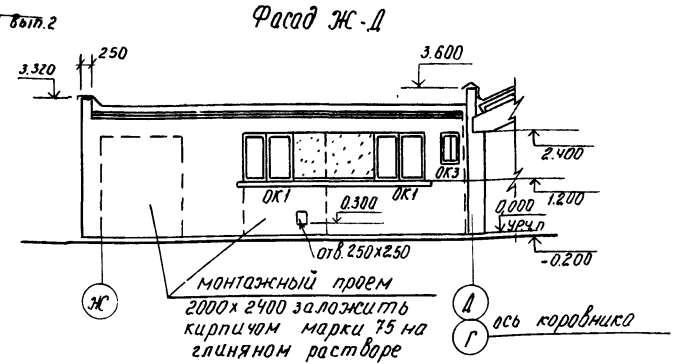 вып.2
Фасад Ж-Д
250
3.320
3.600
2.400
ОК3
ОК1
ОК1
1.200
0.300
0,000
ур.ч.п
отв. 250х250
-0.200
монтажный проем
2000х2400 заложить
кирпичом марки 75 на
глиняном растворе
Ж
Д
Г
ось коровника